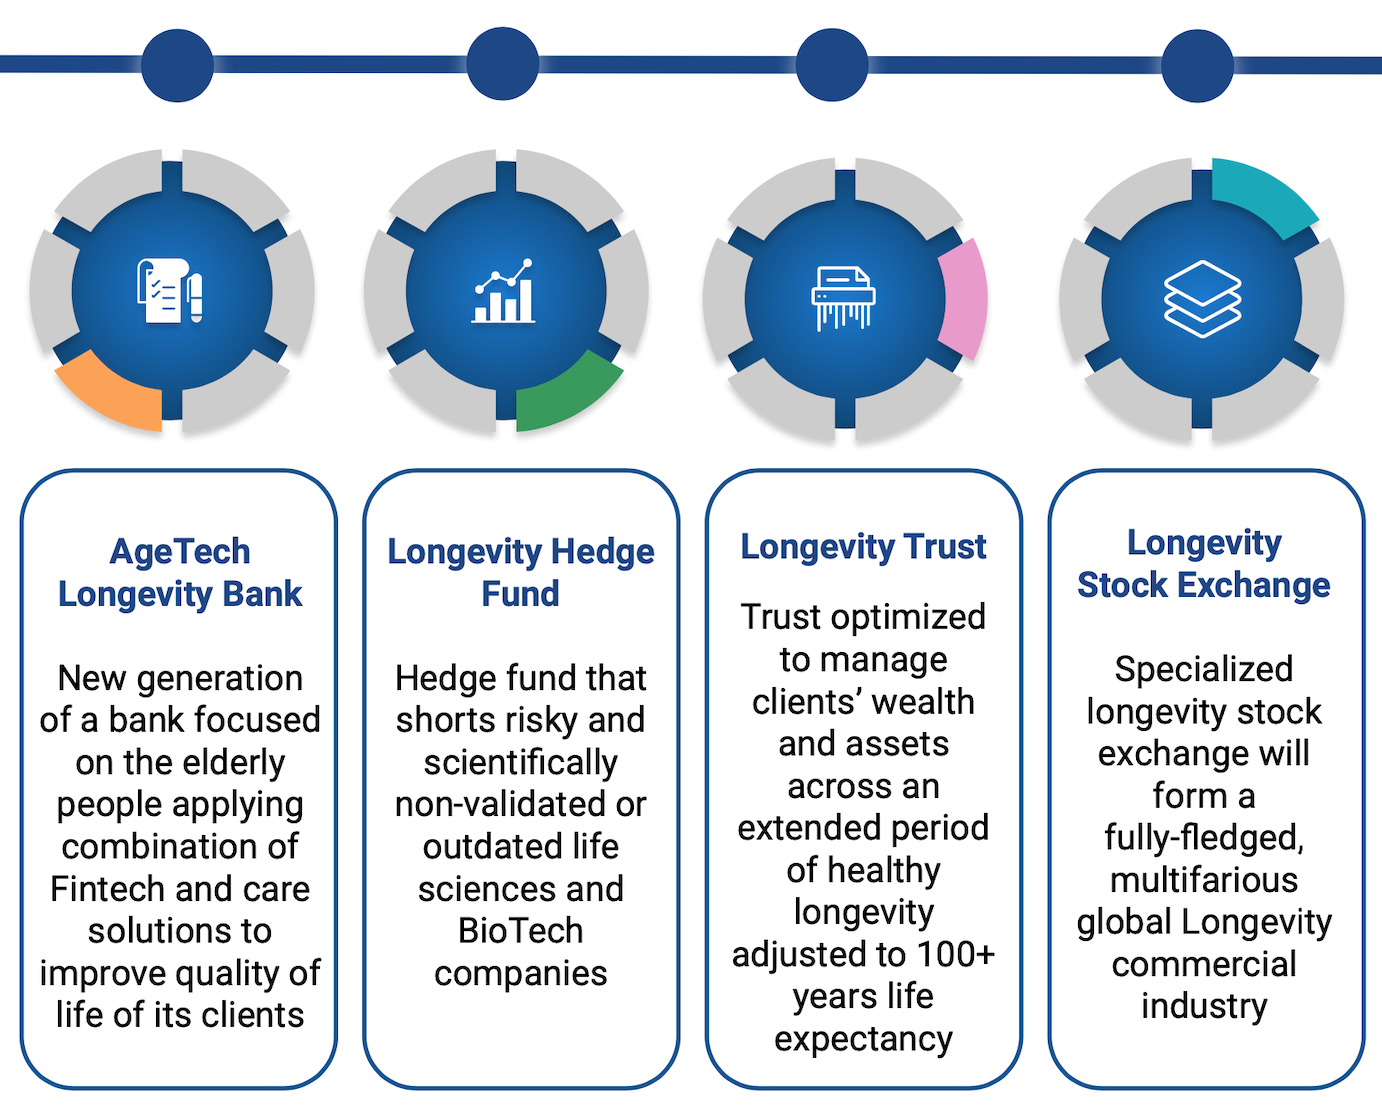 AgeTech
Longevity Bank
New generation
of a bank focused
on the elderly
people applying
combination of
Fintech and care
solutions to
improve quality of
life of its clients
Longevity Hedge
Fund
Hedge fund that
shorts risky and
scientifically
non-validated or
outdated life
sciences and
BioTech
companies
Longevity Trust
Trust optimized
to manage
clients’ wealth
and assets
across an
extended period
of healthy
longevity
adjusted to 100+
years life
expectancy
Longevity
Stock Exchange
Specialized
longevity stock
exchange will
form a
fully-fledged,
multifarious
global Longevity
commercial
industry